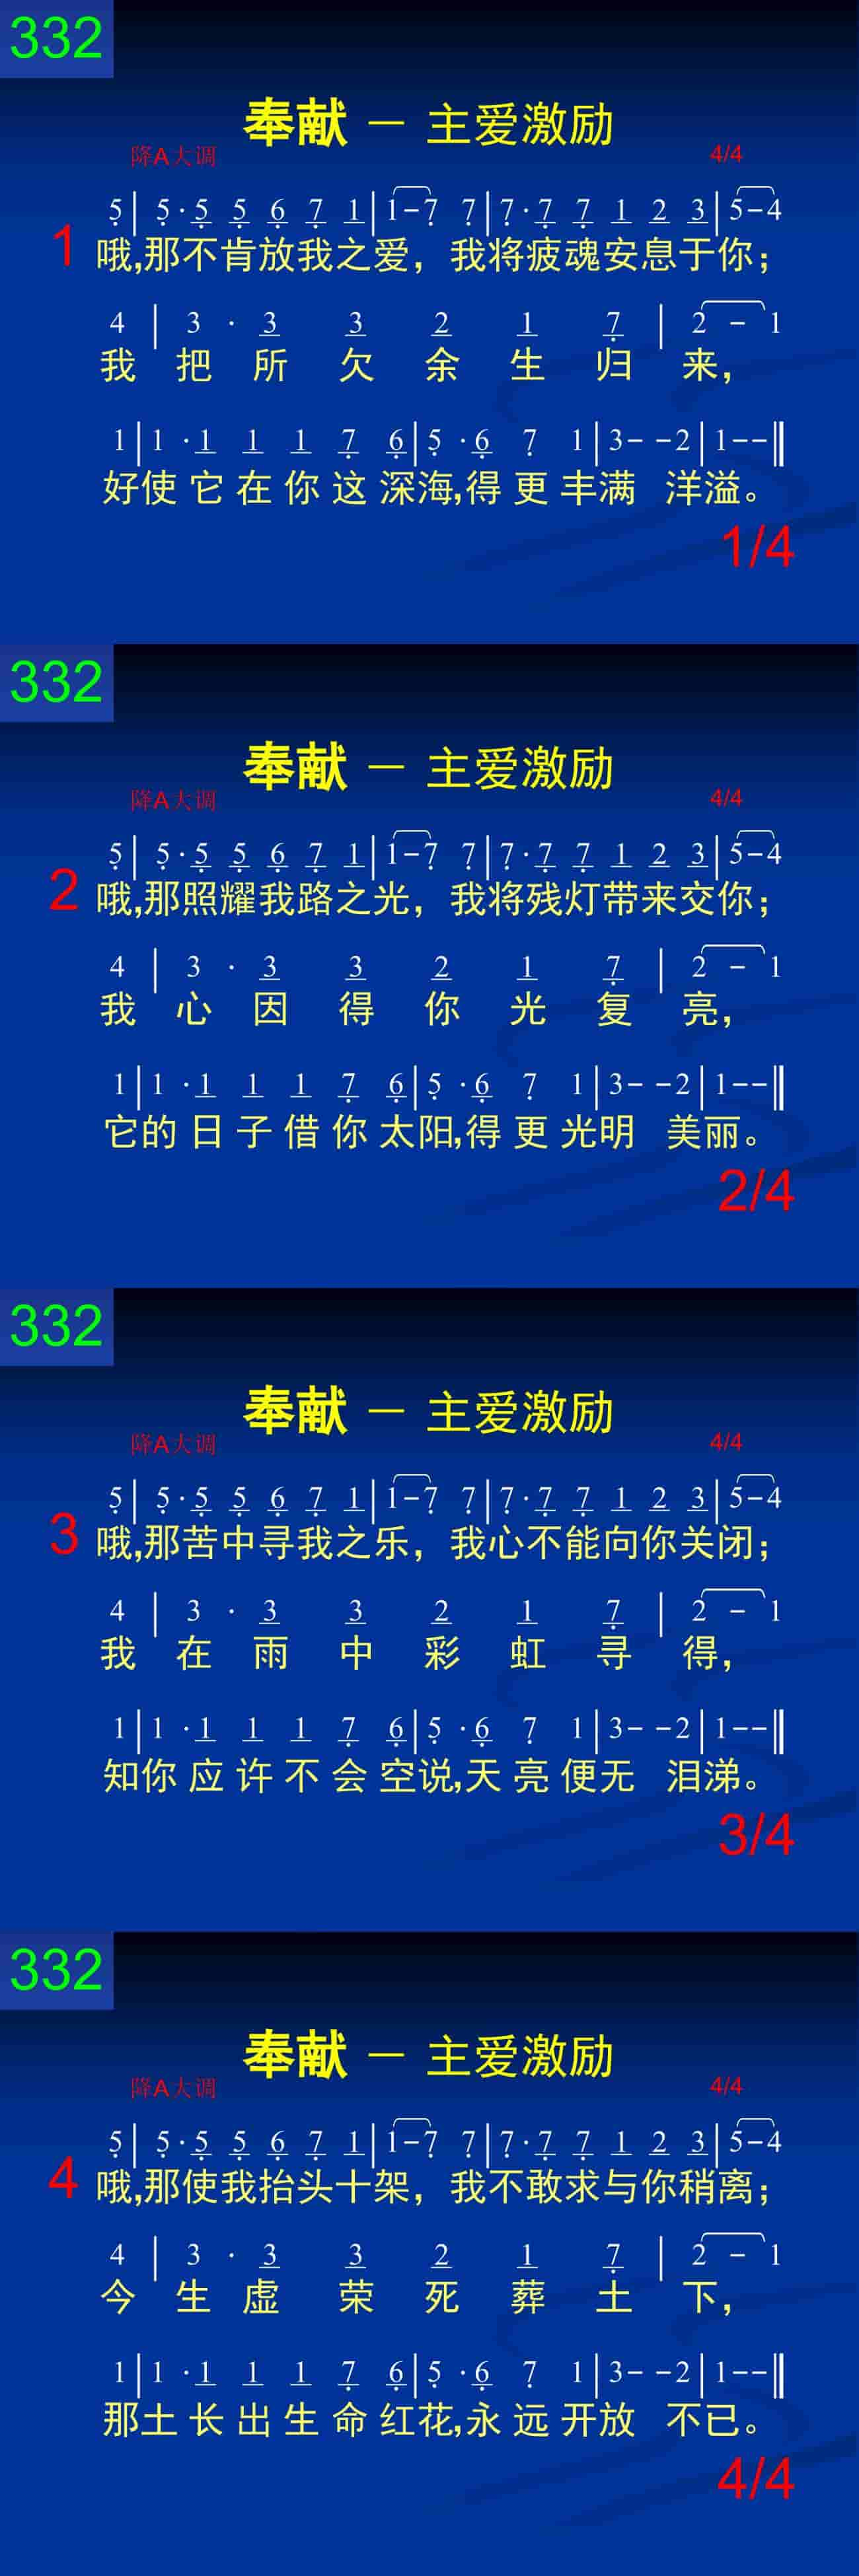 332
奉献 － 主爱激励
降A大调 4/4
5| 5·5 5 6 7 1|1-7 7|7·7 7 1 2 3|5-4
1 哦,那不肯放我之爱，我将疲魂安息于你；
4 | 3 · 3 3 2 1 7 | 2 - 1
我 把 所 欠 余 生 归 来，
1|1 ·1 1 1 7 6|5 ·6 7 1|3- -2|1--‖
好使 它 在 你 这 深海,得 更 丰满 洋溢。
1/4
332
奉献 － 主爱激励
降A大调 4/4
5| 5·5 5 6 7 1|1-7 7|7·7 7 1 2 3|5-4
2 哦,那照耀我路之光，我将残灯带来交你；
4 | 3 · 3 3 2 1 7 | 2 - 1
我 心 因 得 你 光 复 亮，
1|1 ·1 1 1 7 6|5 ·6 7 1|3- -2|1--‖
它的 日 子 借 你 太阳,得 更 光明 美丽。
2/4
332
奉献 － 主爱激励
降A大调 4/4
5| 5·5 5 6 7 1|1-7 7|7·7 7 1 2 3|5-4
3 哦,那苦中寻我之乐，我心不能向你关闭；
4 | 3 · 3 3 2 1 7 | 2 - 1
我 在 雨 中 彩 虹 寻 得，
1|1 ·1 1 1 7 6|5 ·6 7 1|3- -2|1--‖
知你 应 许 不 会 空说,天 亮 便无 泪涕。
3/4
332
奉献 － 主爱激励
降A大调 4/4
5| 5·5 5 6 7 1|1-7 7|7·7 7 1 2 3|5-4
4 哦,那使我抬头十架，我不敢求与你稍离；
4 | 3 · 3 3 2 1 7 | 2 - 1
今 生 虚 荣 死 葬 土 下，
1|1 ·1 1 1 7 6|5 ·6 7 1|3- -2|1--‖
那土 长 出 生 命 红花,永 远 开放 不已。
4/4